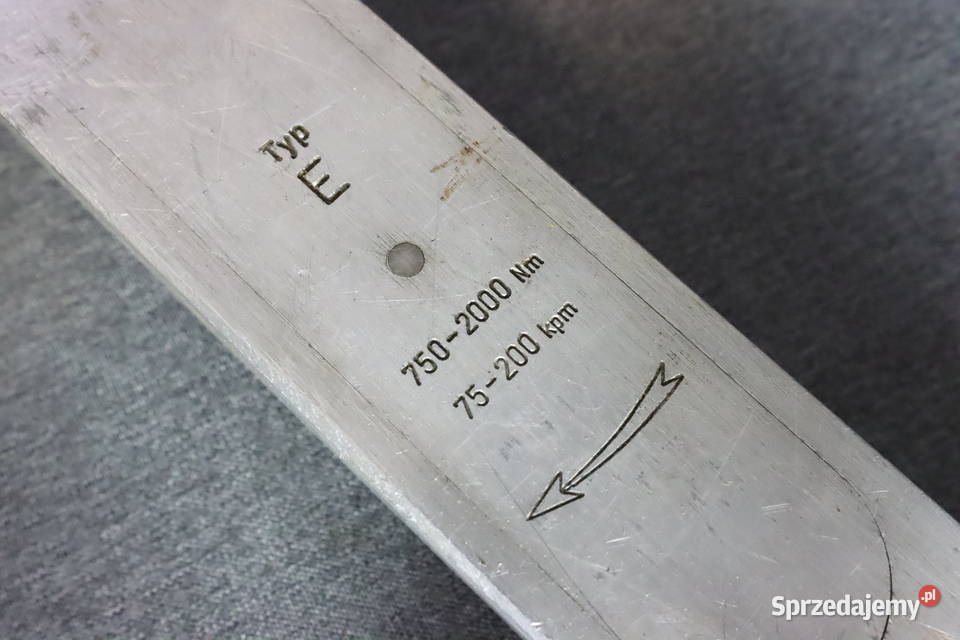 Typ
E
750-2000 Nm
75-200 kpm
Sprzedajemy.pl